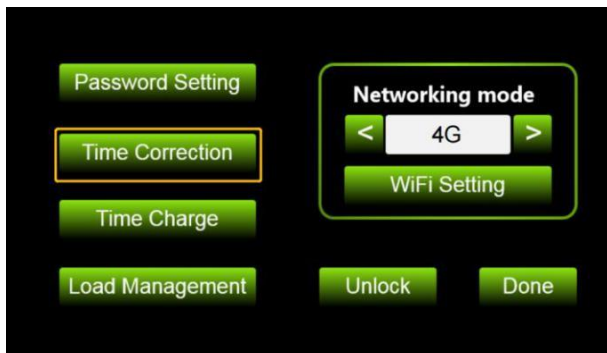 Password Setting
Time Correction
Time Charge
Load Management
Networking mode
< 4G >
WiFi Setting
Unlock
Done